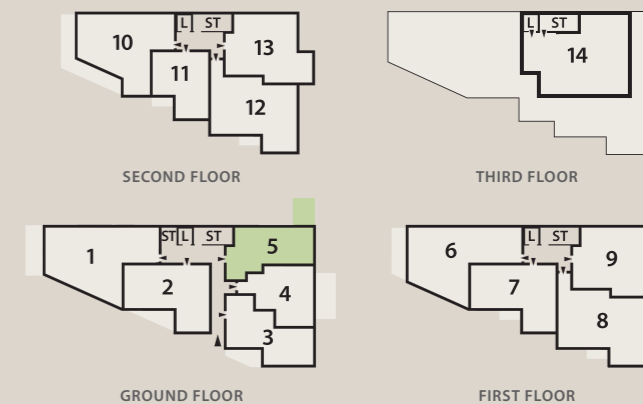 L ST
10
13
11
12
SECOND FLOOR
L ST
14
THIRD FLOOR
ST L ST
1
5
2
4
3
GROUND FLOOR
L ST
6
9
7
8
FIRST FLOOR